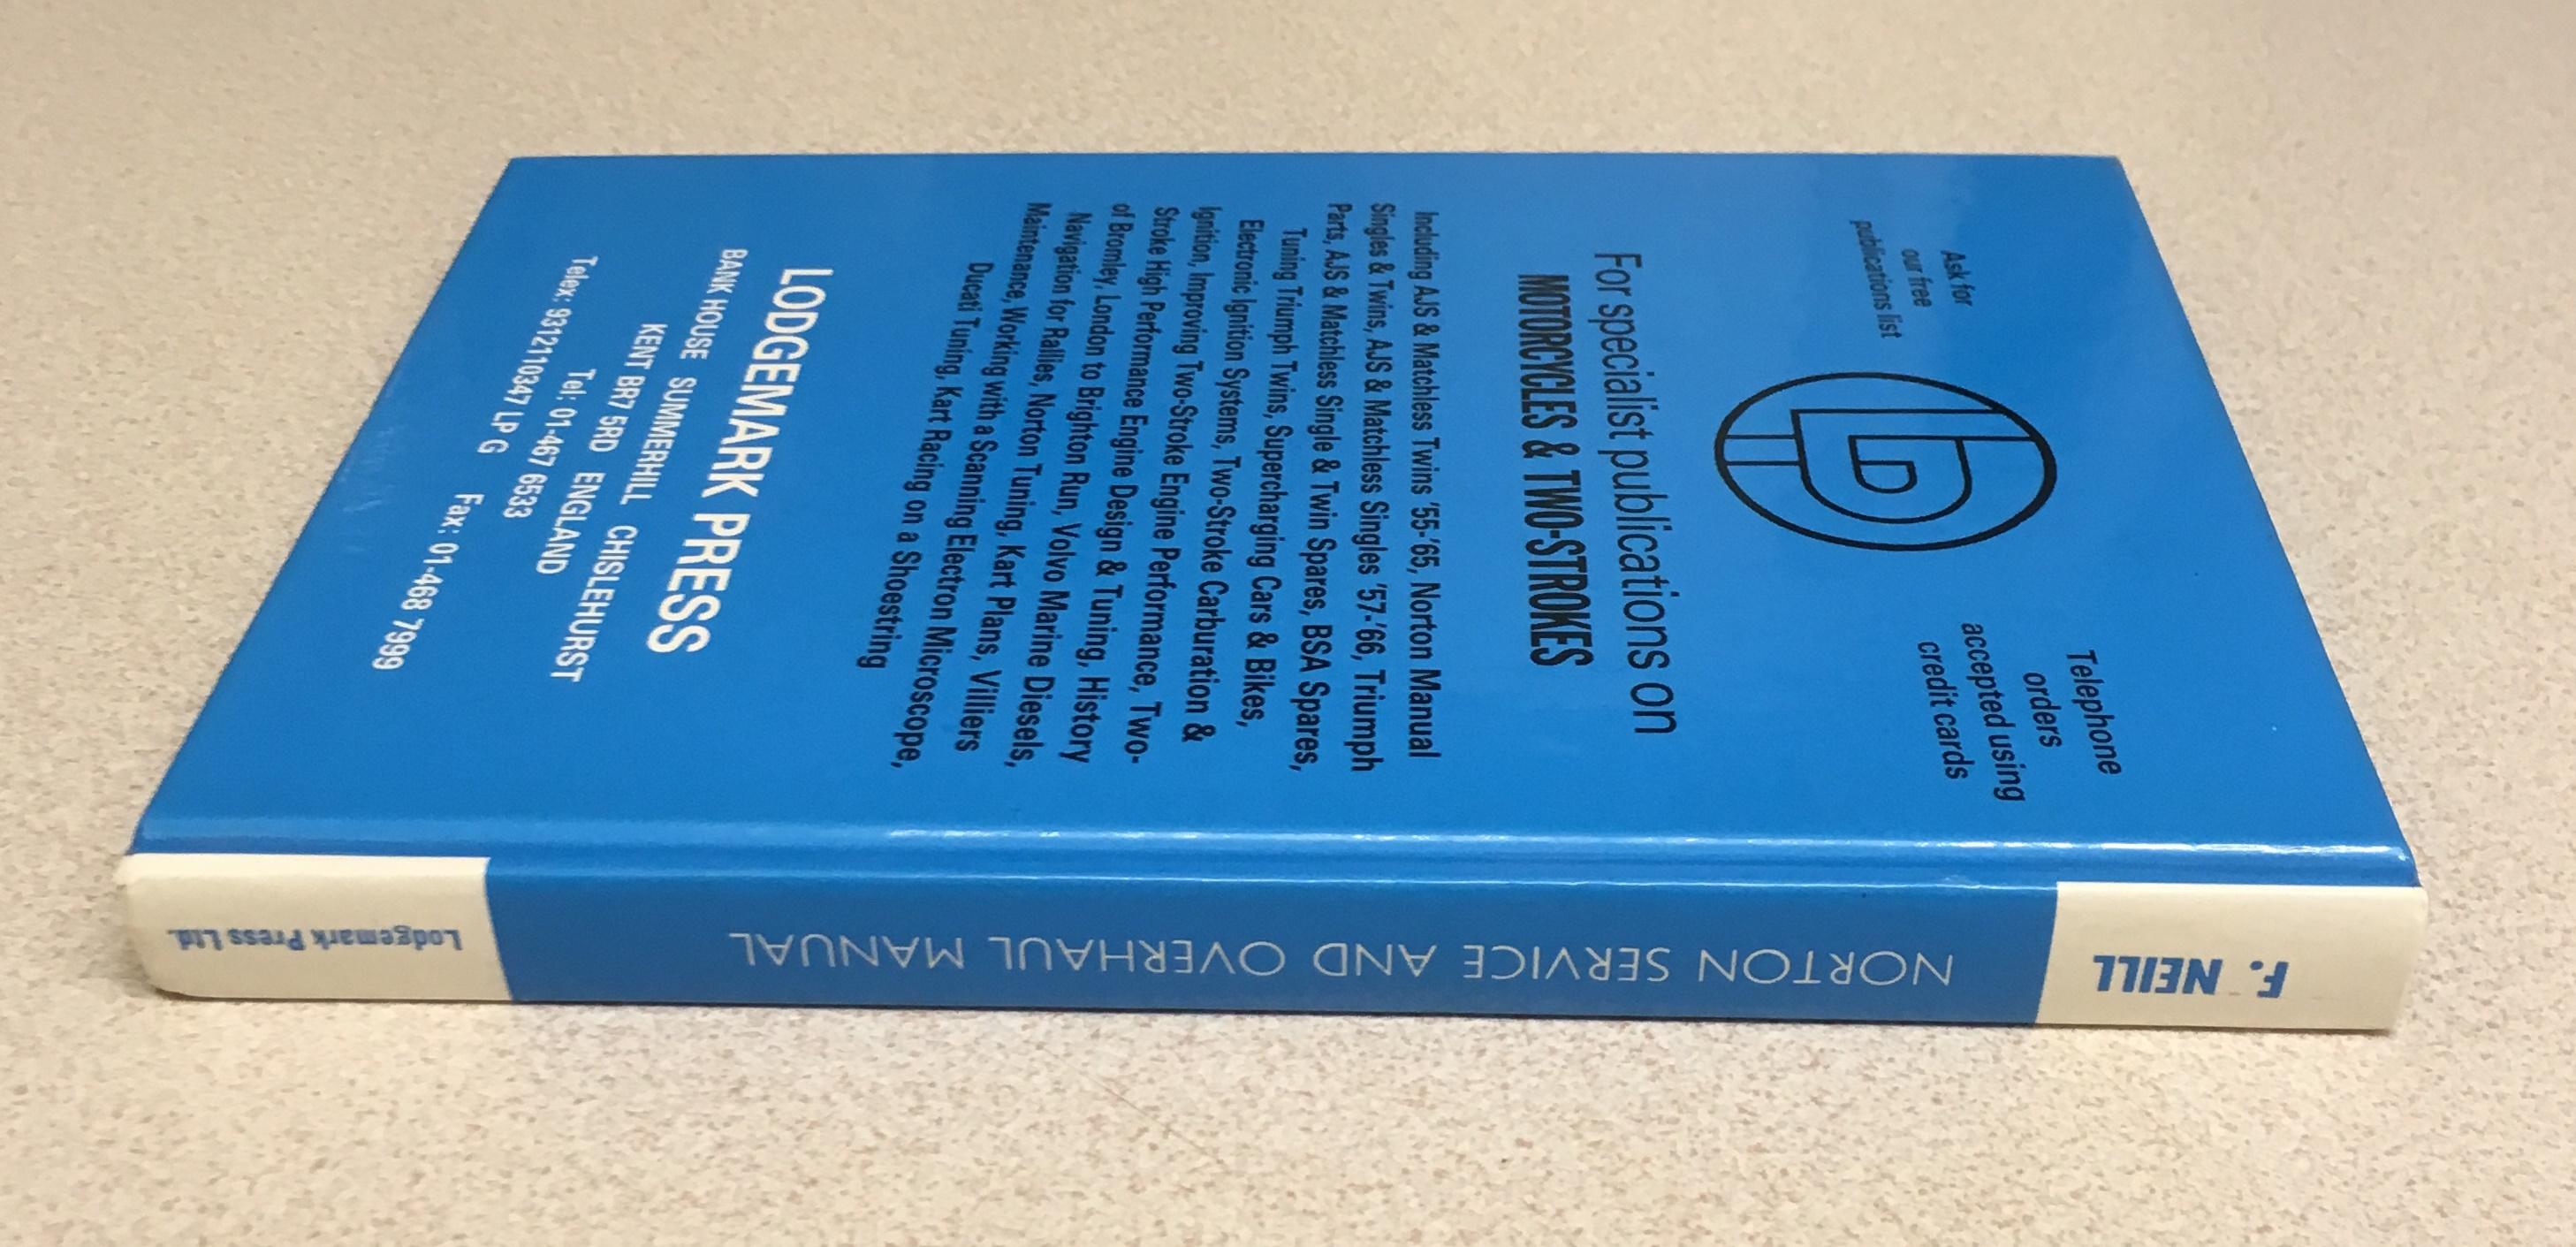 Ask for
our free
publications list
Telephone
orders
accepted using
credit cards
For specialist publications on
MOTORCYCLES & TWO-STROKES
Including AJS & Matchless Twins '55-'65, Norton Manual
Singles & Twins, AJS & Matchless Singles '57-'66, Triumph
Parts, AJS & Matchless Single & Twin Spares, BSA Spares,
Tuning Triumph Twins, Supercharging Cars & Bikes,
Electronic Ignition Systems, Two-Stroke Carburation &
Ignition, Improving Two-Stroke Engine Performance, Two-
Stroke High Performance Engine Design & Tuning, History
of Bromley, London to Brighton Run, Volvo Marine Diesels,
Navigation for Rallies, Norton Tuning, Kart Plans, Villiers
Maintenance, Working with a Scanning Electron Microscope,
Ducati Tuning, Kart Racing on a Shoestring
LODGEMARK PRESS
BANK HOUSE SUMMERHILL CHISLEHURST
KENT BR7 5RD ENGLAND
Tel: 01-467 6533
Telex: 9312110347 LP G Fax: 01-468 7999
F. NEILL
NORTON SERVICE AND OVERHAUL MANUAL
Lodgemark Press Ltd.